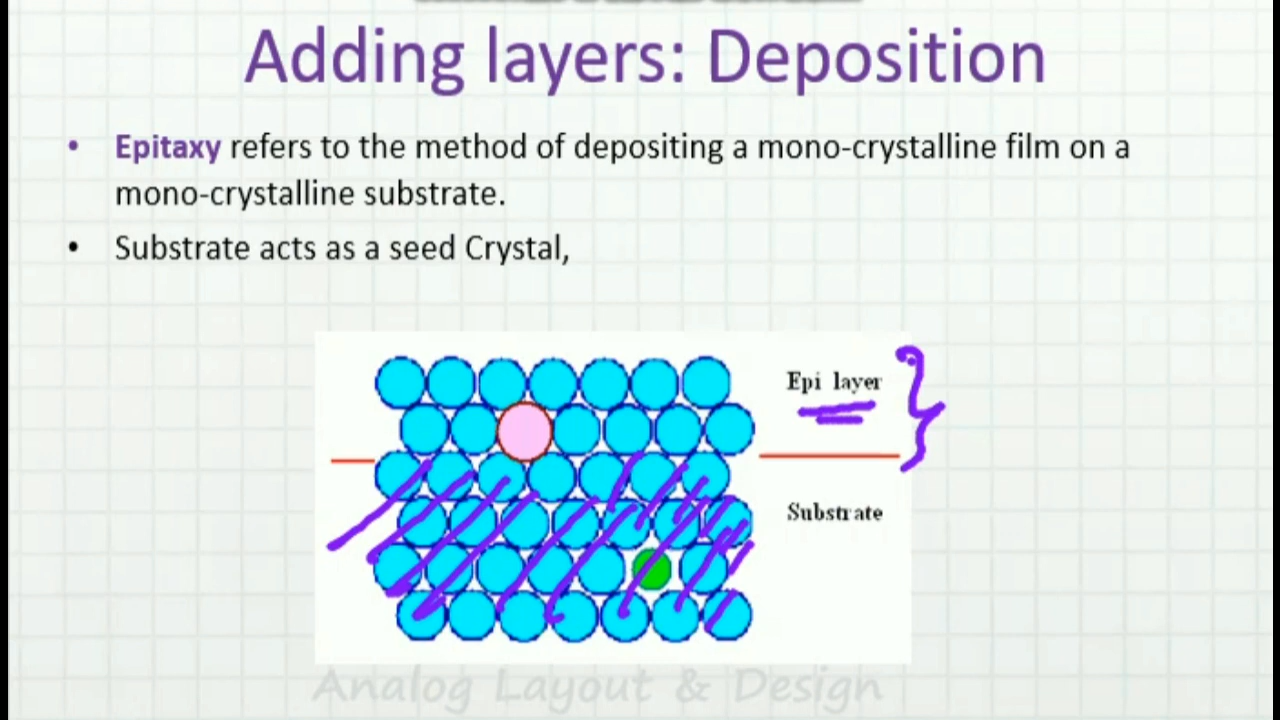 Adding layers: Deposition
• Epitaxy refers to the method of depositing a mono-crystalline film on a
mono-crystalline substrate.
• Substrate acts as a seed Crystal,
Epi layer
Substrate
Analog Layout & Design